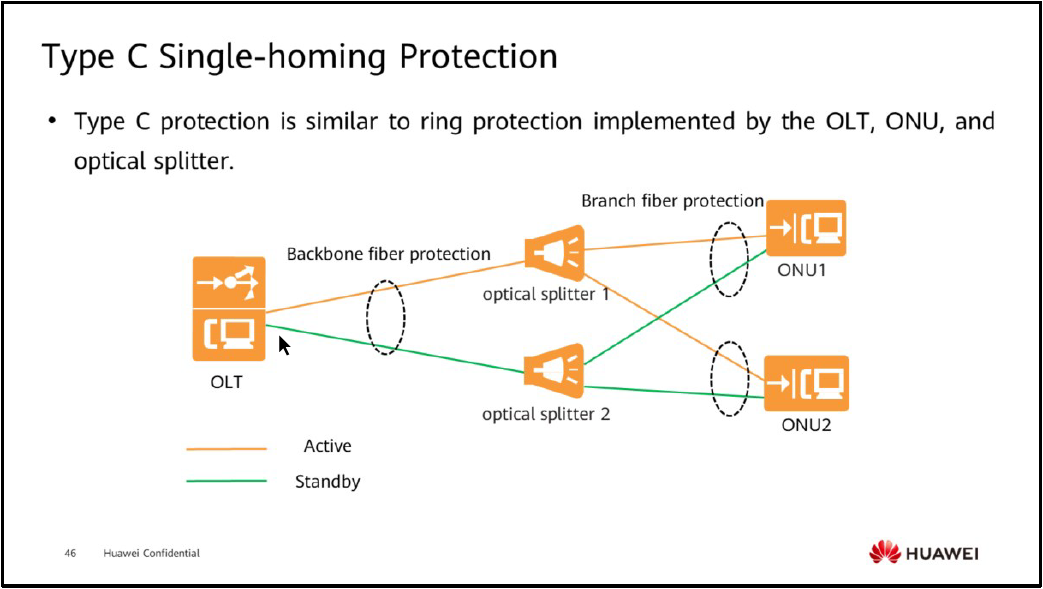 Type C Single-homing Protection
• Type C protection is similar to ring protection implemented by the OLT, ONU, and
optical splitter.
Branch fiber protection
Backbone fiber protection
ONU1
optical splitter 1
OLT
optical splitter 2
ONU2
Active
Standby
46 Huawei Confidential
HUAWEI